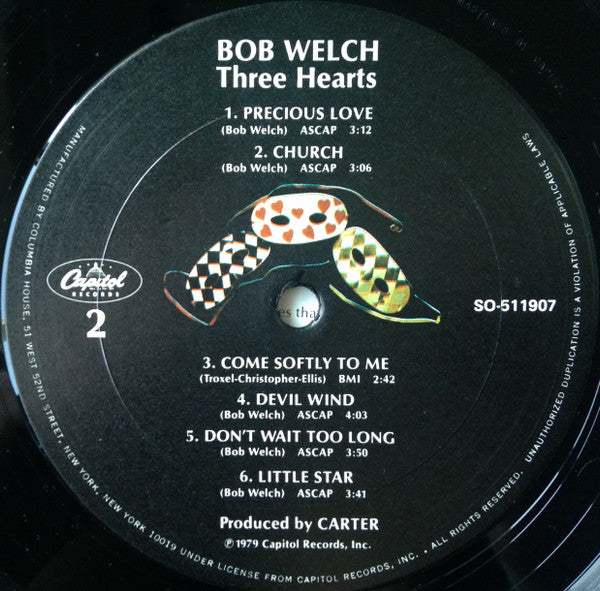 BOB WELCH
Three Hearts
1. PRECIOUS LOVE
(Bob Welch) ASCAP 3:12
2. CHURCH
(Bob Welch) ASCAP 3:06
Capitol
RECORDS
2
SO-511907
es tha
3. COME SOFTLY TO ME
(Troxel-Christopher-Ellis) BMI 2:42
4. DEVIL WIND
(Bob Welch) ASCAP 4:03
5. DON'T WAIT TOO LONG
(Bob Welch) ASCAP 3:50
6. LITTLE STAR
(Bob Welch) ASCAP 3:41
Produced by CARTER
℗ 1979 Capitol Records, Inc.
MANUFACTURED BY COLUMBIA HOUSE, 51 WEST 52ND STREET, NEW YORK, NEW YORK 10019 UNDER LICENSE FROM CAPITOL RECORDS, INC. • ALL RIGHTS RESERVED. UNAUTHORIZED DUPLICATION IS A VIOLATION OF APPLICABLE LAWS